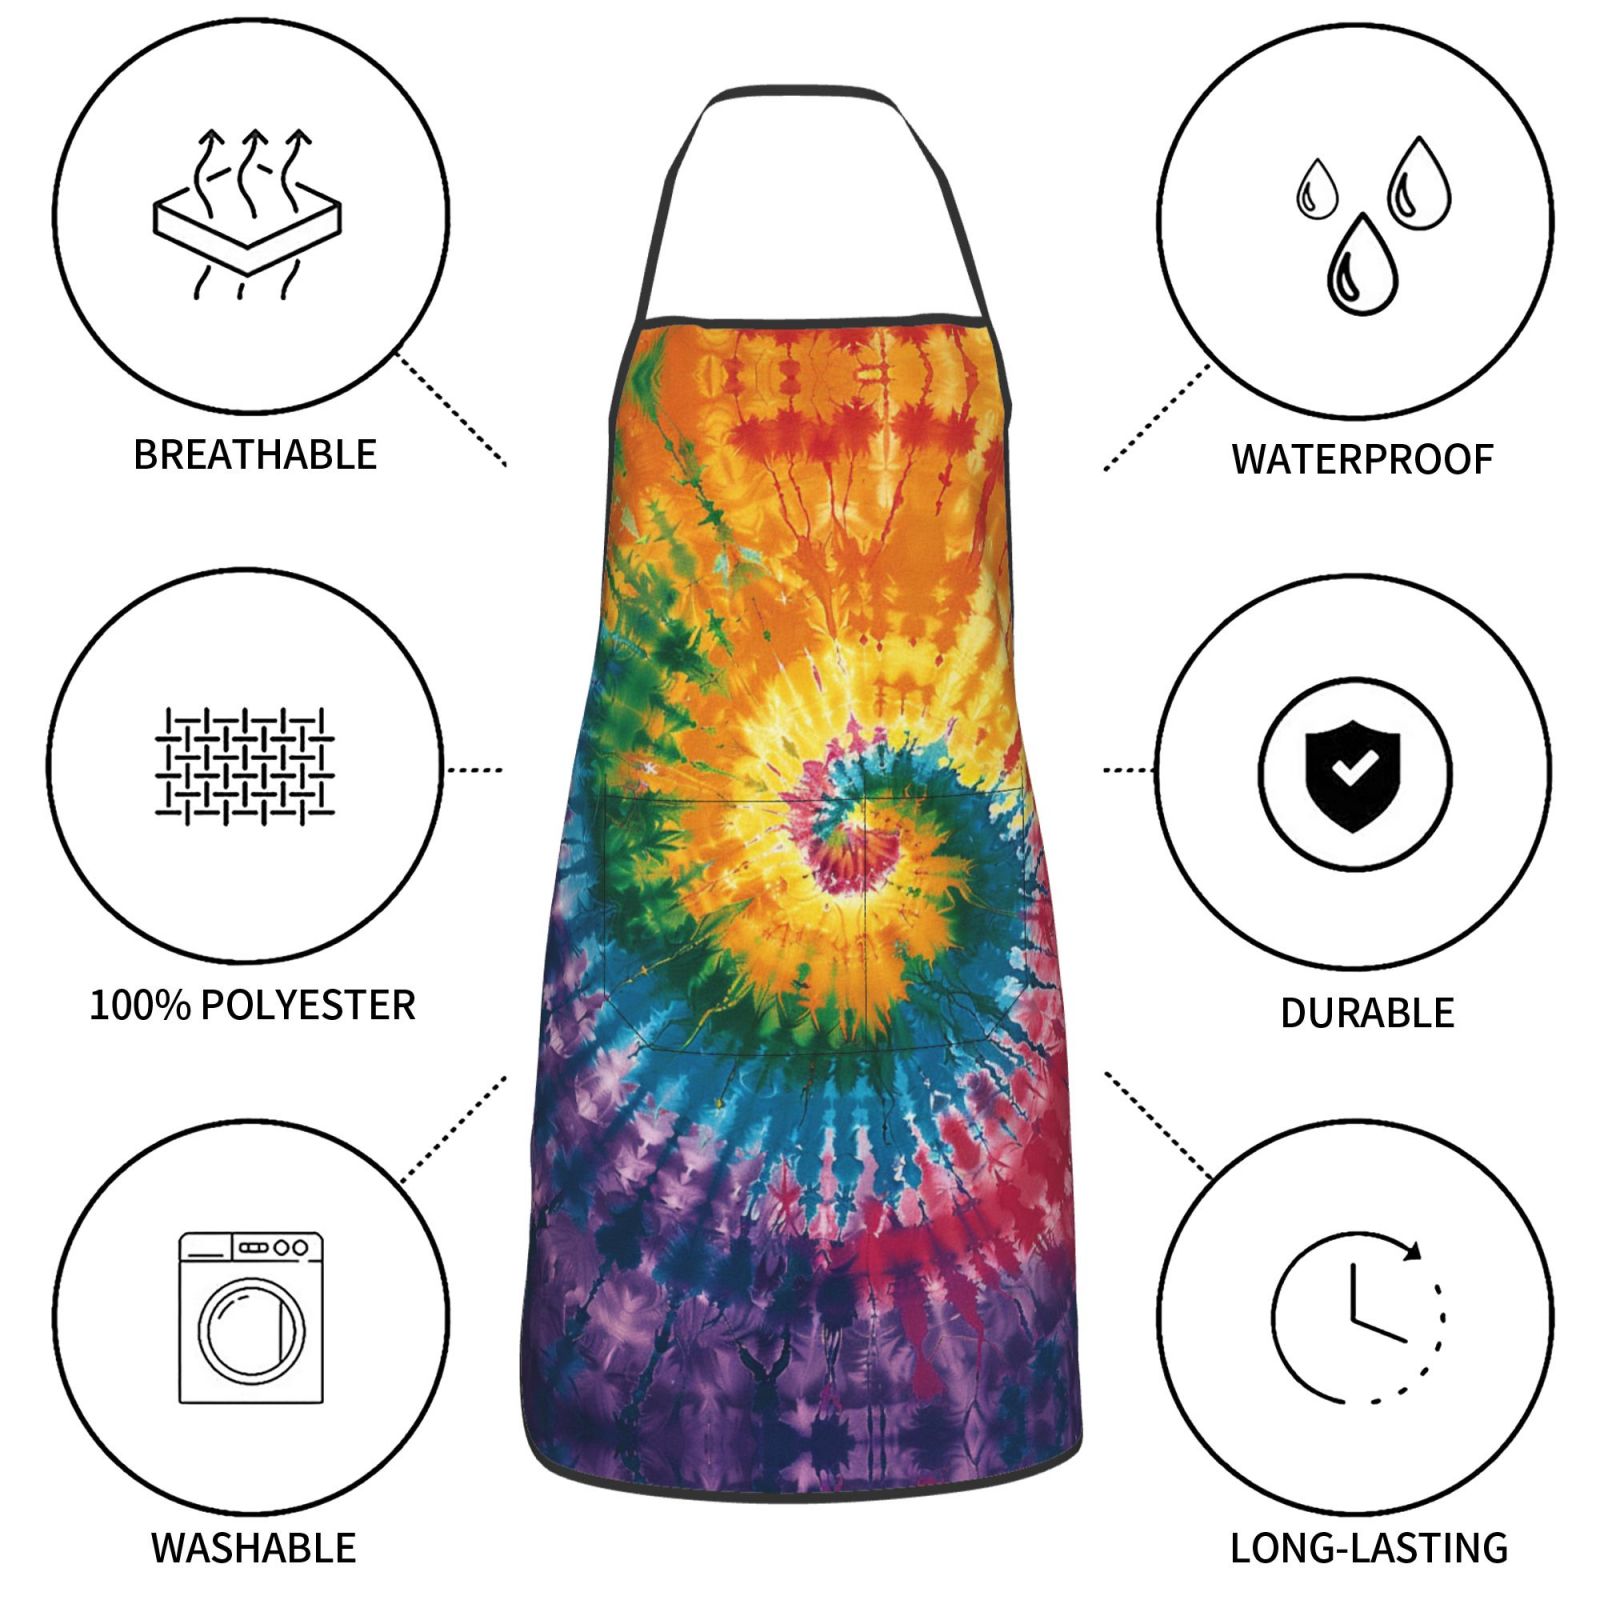 BREATHABLE
WATERPROOF
100% POLYESTER
DURABLE
WASHABLE
LONG-LASTING